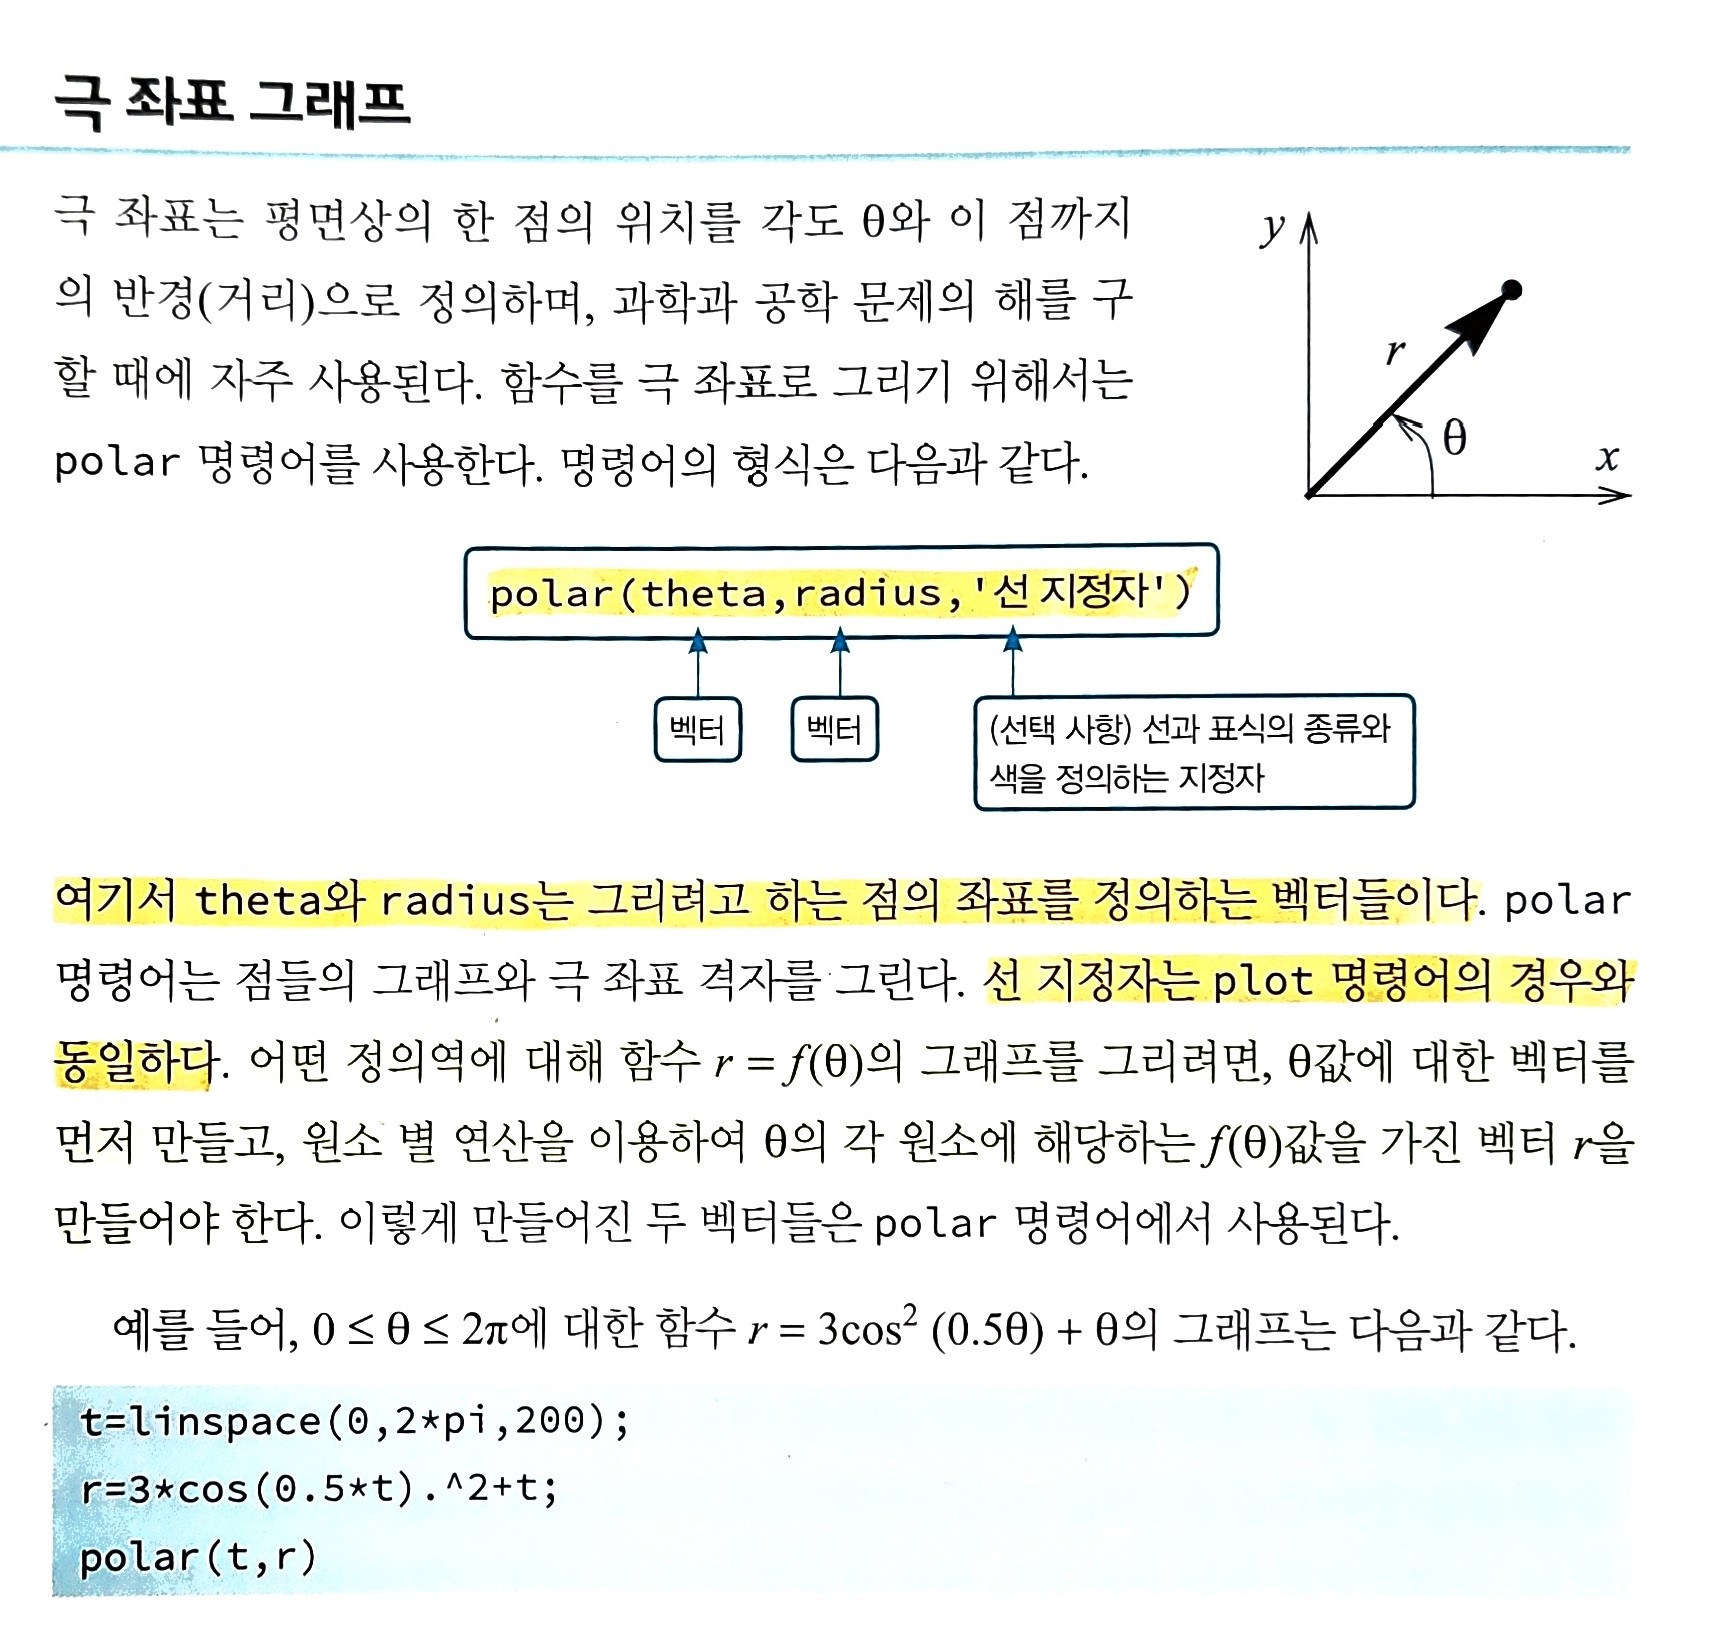 극 좌표 그래프
극 좌표는 평면상의 한 점의 위치를 각도 θ와 이 점까지
의 반경(거리)으로 정의하며, 과학과 공학 문제의 해를 구
할 때에 자주 사용된다. 함수를 극 좌표로 그리기 위해서는
polar 명령어를 사용한다. 명령어의 형식은 다음과 같다.
y
r
θ
x
polar(theta,radius,'선 지정자')
벡터
벡터
(선택 사항) 선과 표식의 종류와
색을 정의하는 지정자
여기서 theta와 radius는 그리려고 하는 점의 좌표를 정의하는 벡터들이다. polar
명령어는 점들의 그래프와 극 좌표 격자를 그린다. 선 지정자는 plot 명령어의 경우와
동일하다. 어떤 정의역에 대해 함수 r = f(θ)의 그래프를 그리려면, θ값에 대한 벡터를
먼저 만들고, 원소 별 연산을 이용하여 θ의 각 원소에 해당하는 f(θ)값을 가진 벡터 r을
만들어야 한다. 이렇게 만들어진 두 벡터들은 polar 명령어에서 사용된다.
예를 들어, 0 ≤ θ ≤ 2π에 대한 함수 r = 3cos² (0.5θ) + θ의 그래프는 다음과 같다.
t=linspace(0,2*pi,200);
r=3*cos(0.5*t).^2+t;
polar(t,r)